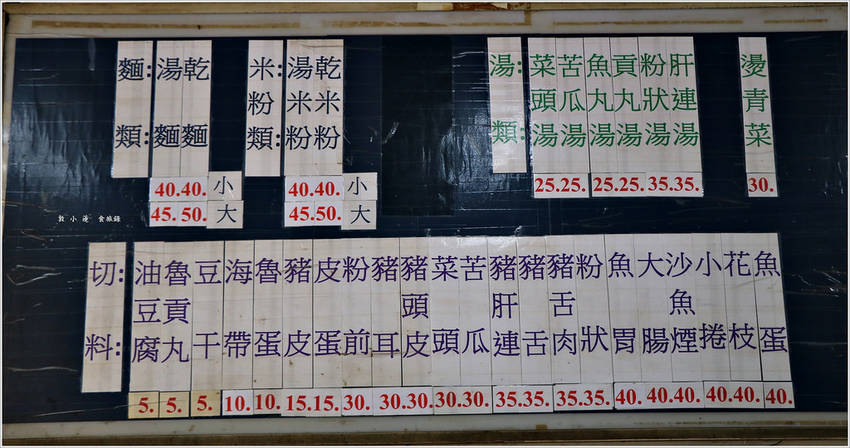 麵類:
湯麵
乾麵
40. 40. 小
45. 50. 大
米粉類:
湯米粉
乾米粉
40. 40. 小
45. 50. 大
湯類:
菜頭湯
苦瓜湯
魚丸湯
貢丸湯
粉狀湯
肝連湯
25. 25. 25. 25. 35. 35.
燙青菜
30.
切料:
油豆腐
魯貢丸
豆干
海帶
魯蛋
豬皮
皮蛋
粉前
豬耳
豬頭皮
菜頭
苦瓜
豬肝連
豬舌
豬舌肉
粉狀
魚胃
大腸
沙魚煙
小捲
花枝
魚蛋
5. 5. 5. 10. 10. 15. 15. 30. 30. 30. 30. 30. 35. 35. 35. 35. 40. 40. 40. 40. 40. 40.